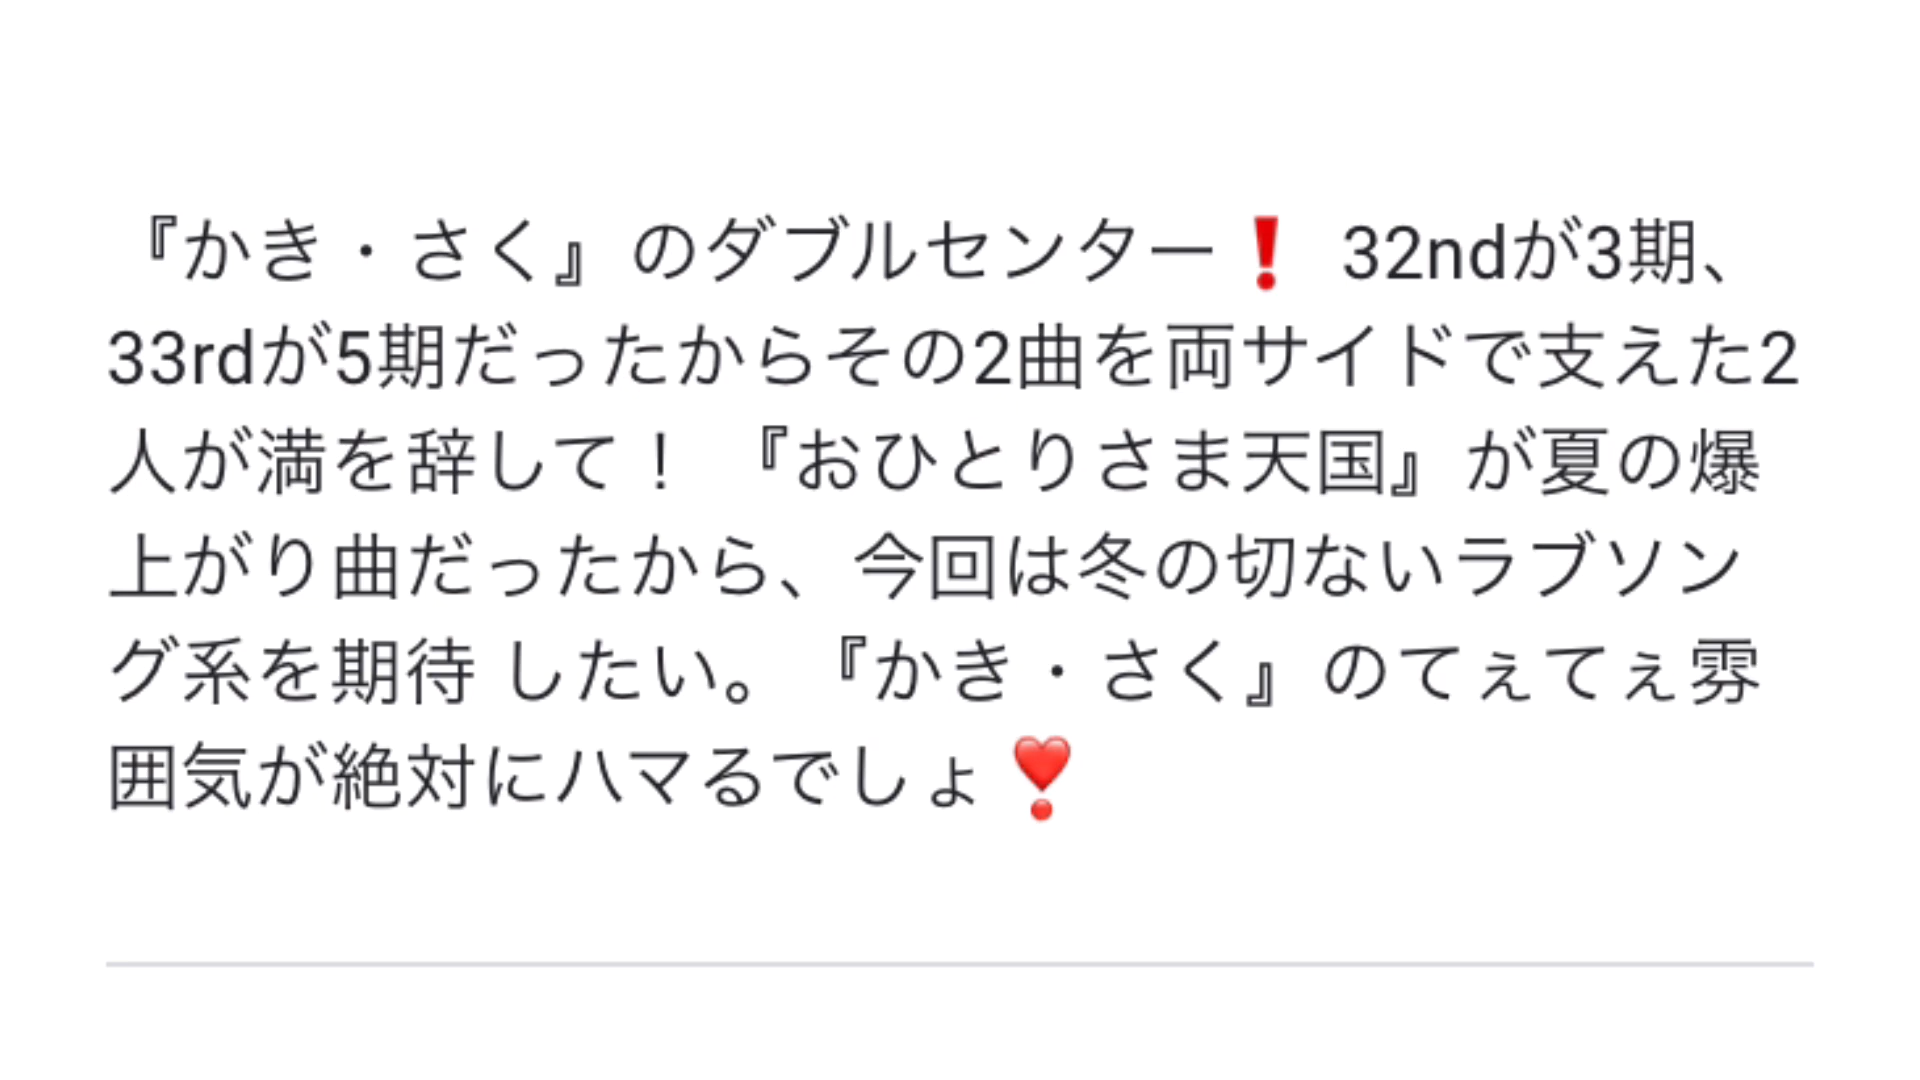 『かき・さく』のダブルセンター❗ 32ndが3期、
33rdが5期だったからその2曲を両サイドで支えた2
人が満を辞して！『おひとりさま天国』が夏の爆
上がり曲だったから、今回は冬の切ないラブソン
グ系を期待 したい。『かき・さく』のてぇてぇ雰
囲気が絶対にハマるでしょ❣️